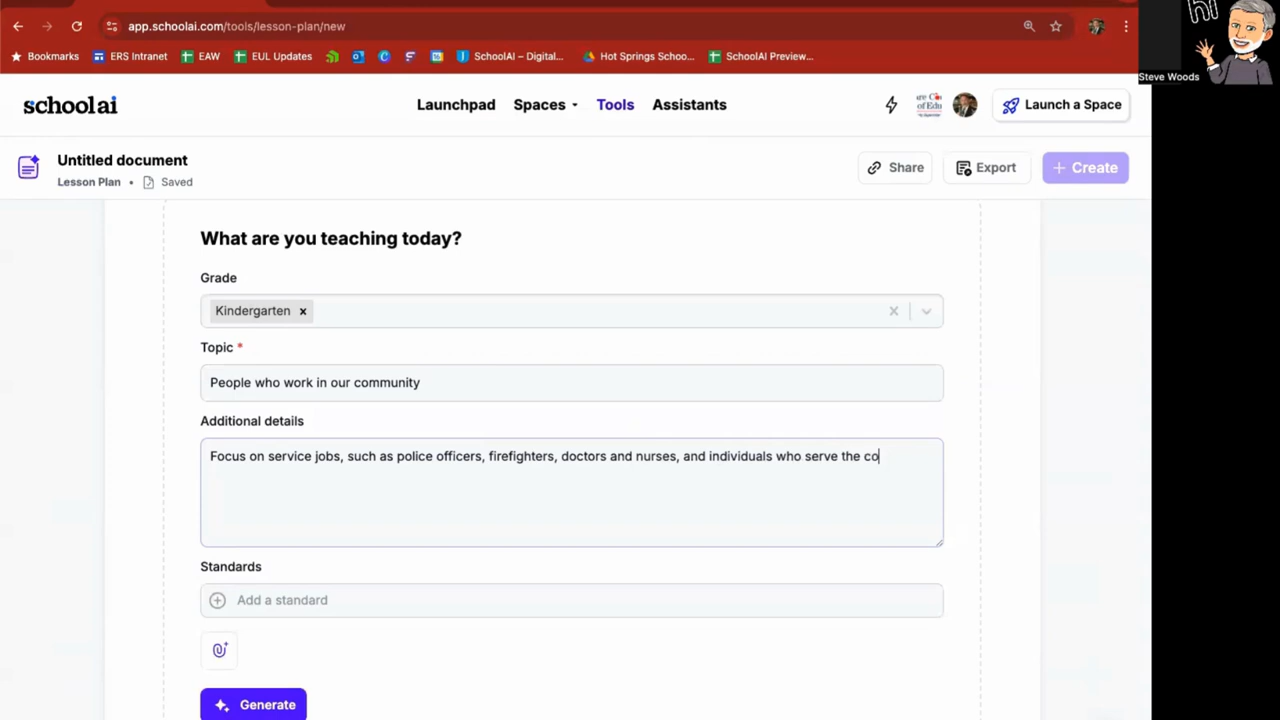 app.schoolai.com/tools/lesson-plan/new
Bookmarks ERS Intranet EAW EUL Updates SchoolAI – Digital... Hot Springs Schoo... SchoolAI Preview...
hi
Steve Woods
school ai
Launchpad Spaces Tools Assistants Launch a Space
Untitled document
Lesson Plan • Saved
Share Export + Create
What are you teaching today?
Grade
Kindergarten ×
Topic *
People who work in our community
Additional details
Focus on service jobs, such as police officers, firefighters, doctors and nurses, and individuals who serve the co
Standards
Add a standard
Generate